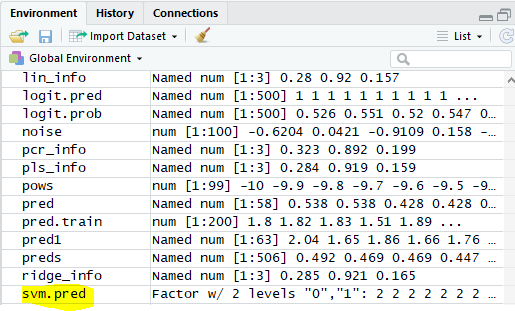 Environment History Connections
Import Dataset List
Global Environment
lin_info Named num [1:3] 0.28 0.92 0.157
logit.pred Named num [1:500] 1 1 1 1 1 1 1 1 1 1 ...
logit.prob Named num [1:500] 0.526 0.551 0.52 0.547 0...
noise num [1:100] -0.6204 0.0421 -0.9109 0.158 -...
pcr_info Named num [1:3] 0.323 0.892 0.199
pls_info Named num [1:3] 0.284 0.919 0.159
pows num [1:99] -10 -9.9 -9.8 -9.7 -9.6 -9.5 -9...
pred Named num [1:58] 0.538 0.538 0.428 0.428 0...
pred.train num [1:200] 1.8 1.82 1.83 1.51 1.89 ...
pred1 Named num [1:63] 2.04 1.65 1.86 1.66 1.76 ...
preds Named num [1:506] 0.492 0.469 0.469 0.447 ...
ridge_info Named num [1:3] 0.285 0.921 0.165
svm.pred Factor w/ 2 levels "0","1": 2 2 2 2 2 2 2 ...